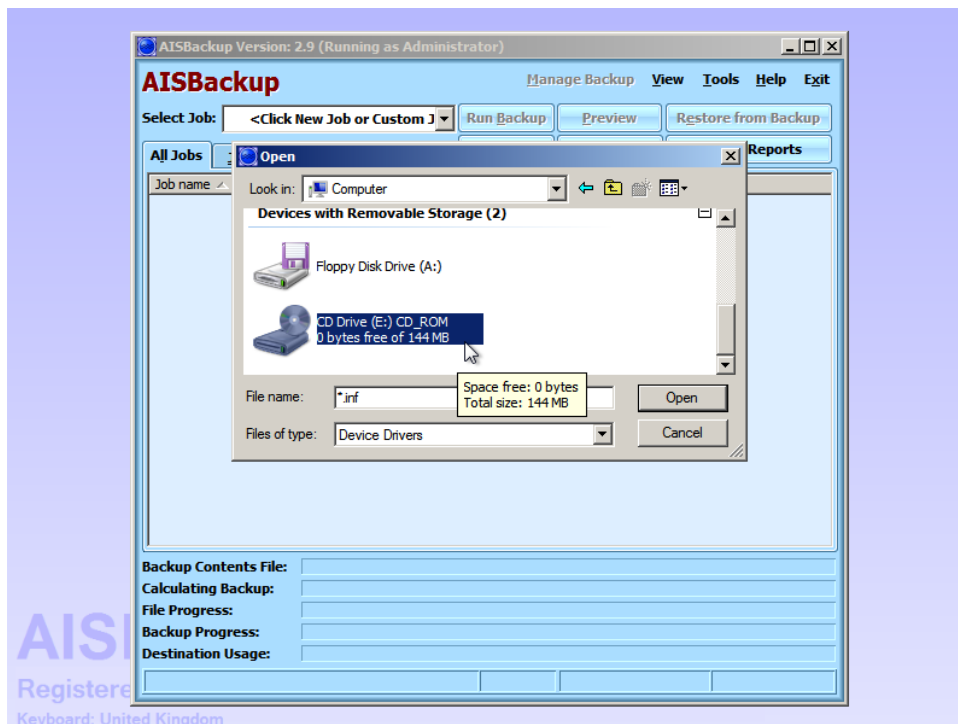 AISBackup Version: 2.9 (Running as Administrator)
AISBackup
Manage Backup View Tools Help Exit
Select Job: <Click New Job or Custom J Run Backup Preview Restore from Backup
All Jobs Reports
Job name
Open
Look in: Computer
Devices with Removable Storage (2)
Floppy Disk Drive (A:)
CD Drive (E:) CD_ROM
0 bytes free of 144 MB
Space free: 0 bytes
Total size: 144 MB
File name: *.inf Open
Files of type: Device Drivers Cancel
Backup Contents File:
Calculating Backup:
File Progress:
Backup Progress:
Destination Usage:
AIS
Registere
Keyboard: United Kingdom